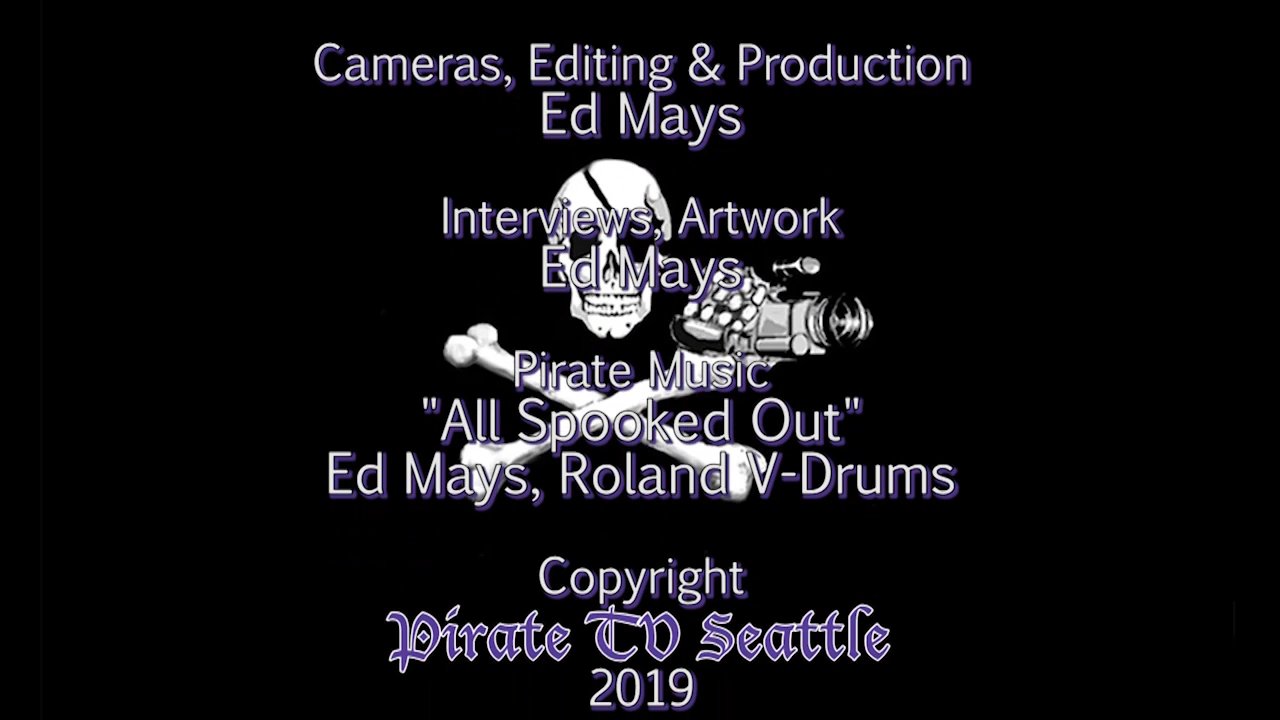 Cameras, Editing & Production
Ed Mays
Interviews, Artwork
Ed Mays
Pirate Music
"All Spooked Out"
Ed Mays, Roland V-Drums
Copyright
Pirate TV Seattle
2019